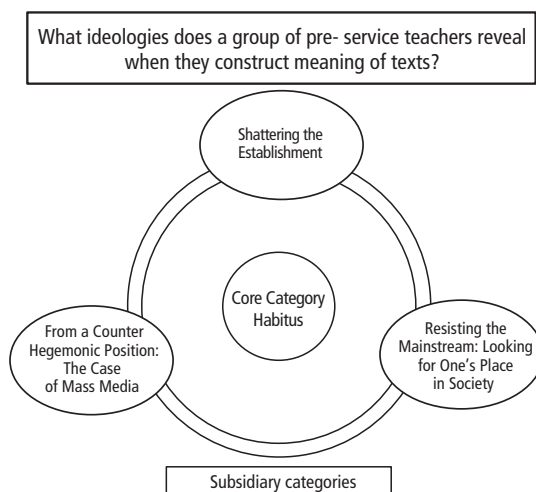 What ideologies does a group of pre- service teachers reveal
when they construct meaning of texts?
Shattering the
Establishment
Core Category
Habitus
From a Counter
Hegemonic Position:
The Case
of Mass Media
Resisting the
Mainstream: Looking
for One's Place
in Society
Subsidiary categories